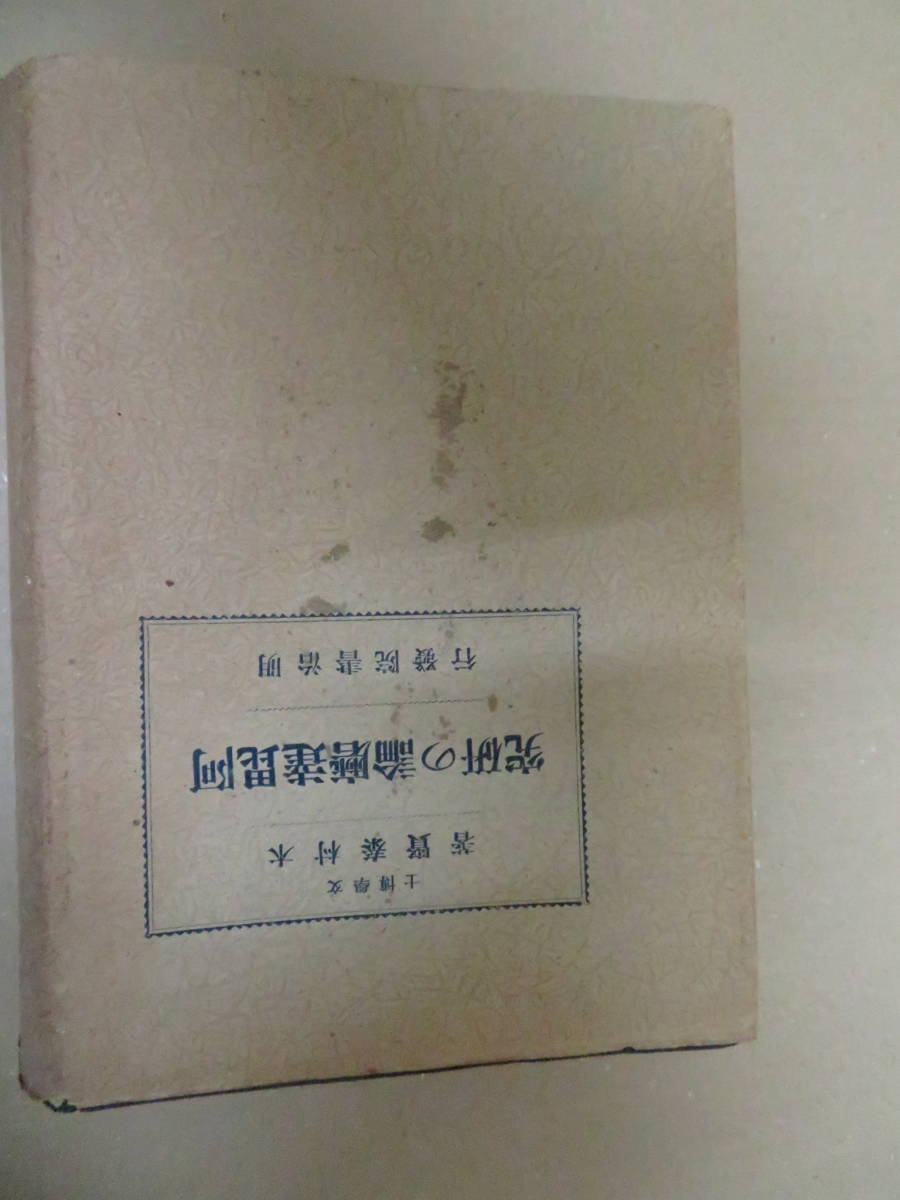 文學博士
木村泰賢著
阿毘達磨論の研究
明治書院發行